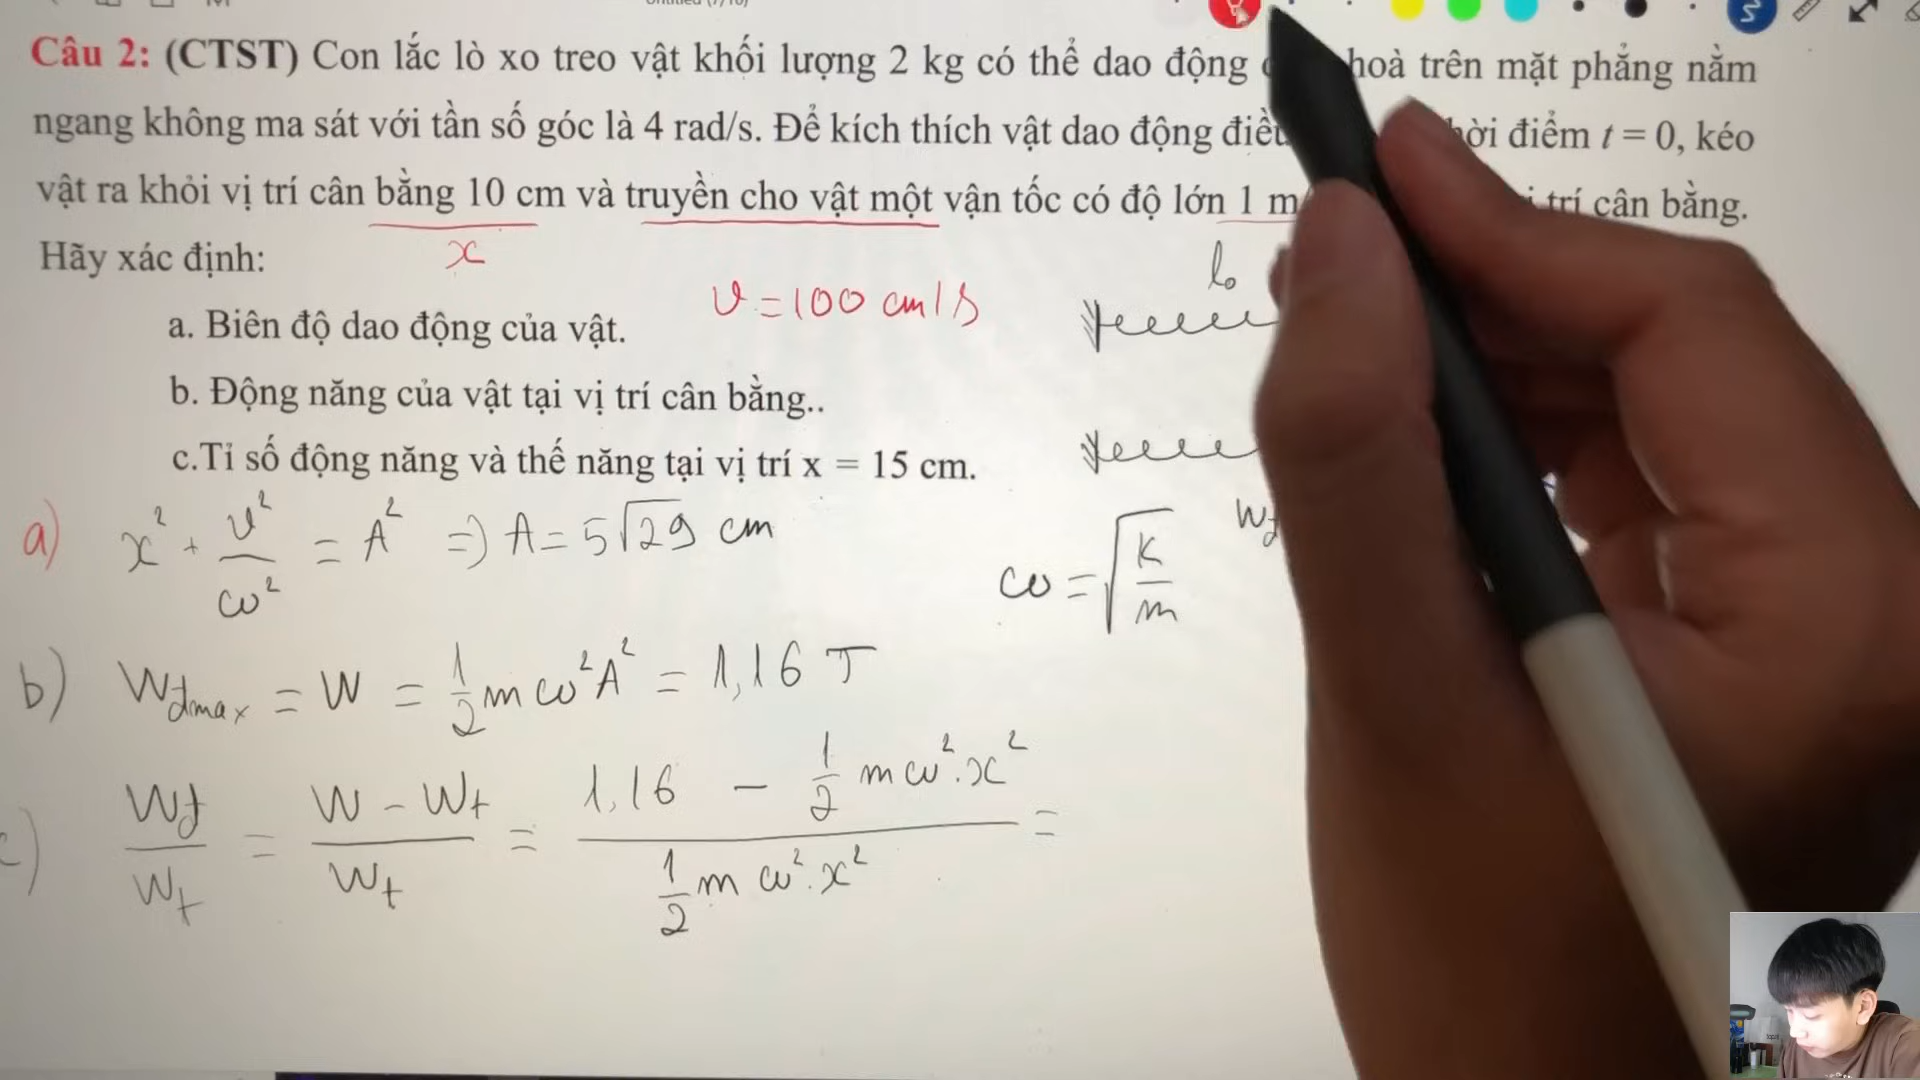 Câu 2: (CTST) Con lắc lò xo treo vật khối lượng 2 kg có thể dao động hoà trên mặt phẳng nằm
ngang không ma sát với tần số góc là 4 rad/s. Để kích thích vật dao động điều điểm t = 0, kéo
vật ra khỏi vị trí cân bằng 10 cm và truyền cho vật một vận tốc có độ lớn 1 trí cân bằng.
Hãy xác định:
x
v = 100 cm/s
l₀
a. Biên độ dao động của vật.
b. Động năng của vật tại vị trí cân bằng..
c.Tỉ số động năng và thế năng tại vị trí x = 15 cm.
a) x² + v²/ω² = A² => A = 5√29 cm
ω = √(K/m)
b) Wđmax = W = 1/2 mω²A² = 1,16 J
c) Wđ/Wt = (W - Wt)/Wt = (1,16 - 1/2 mω².x²)/(1/2 mω².x²) =